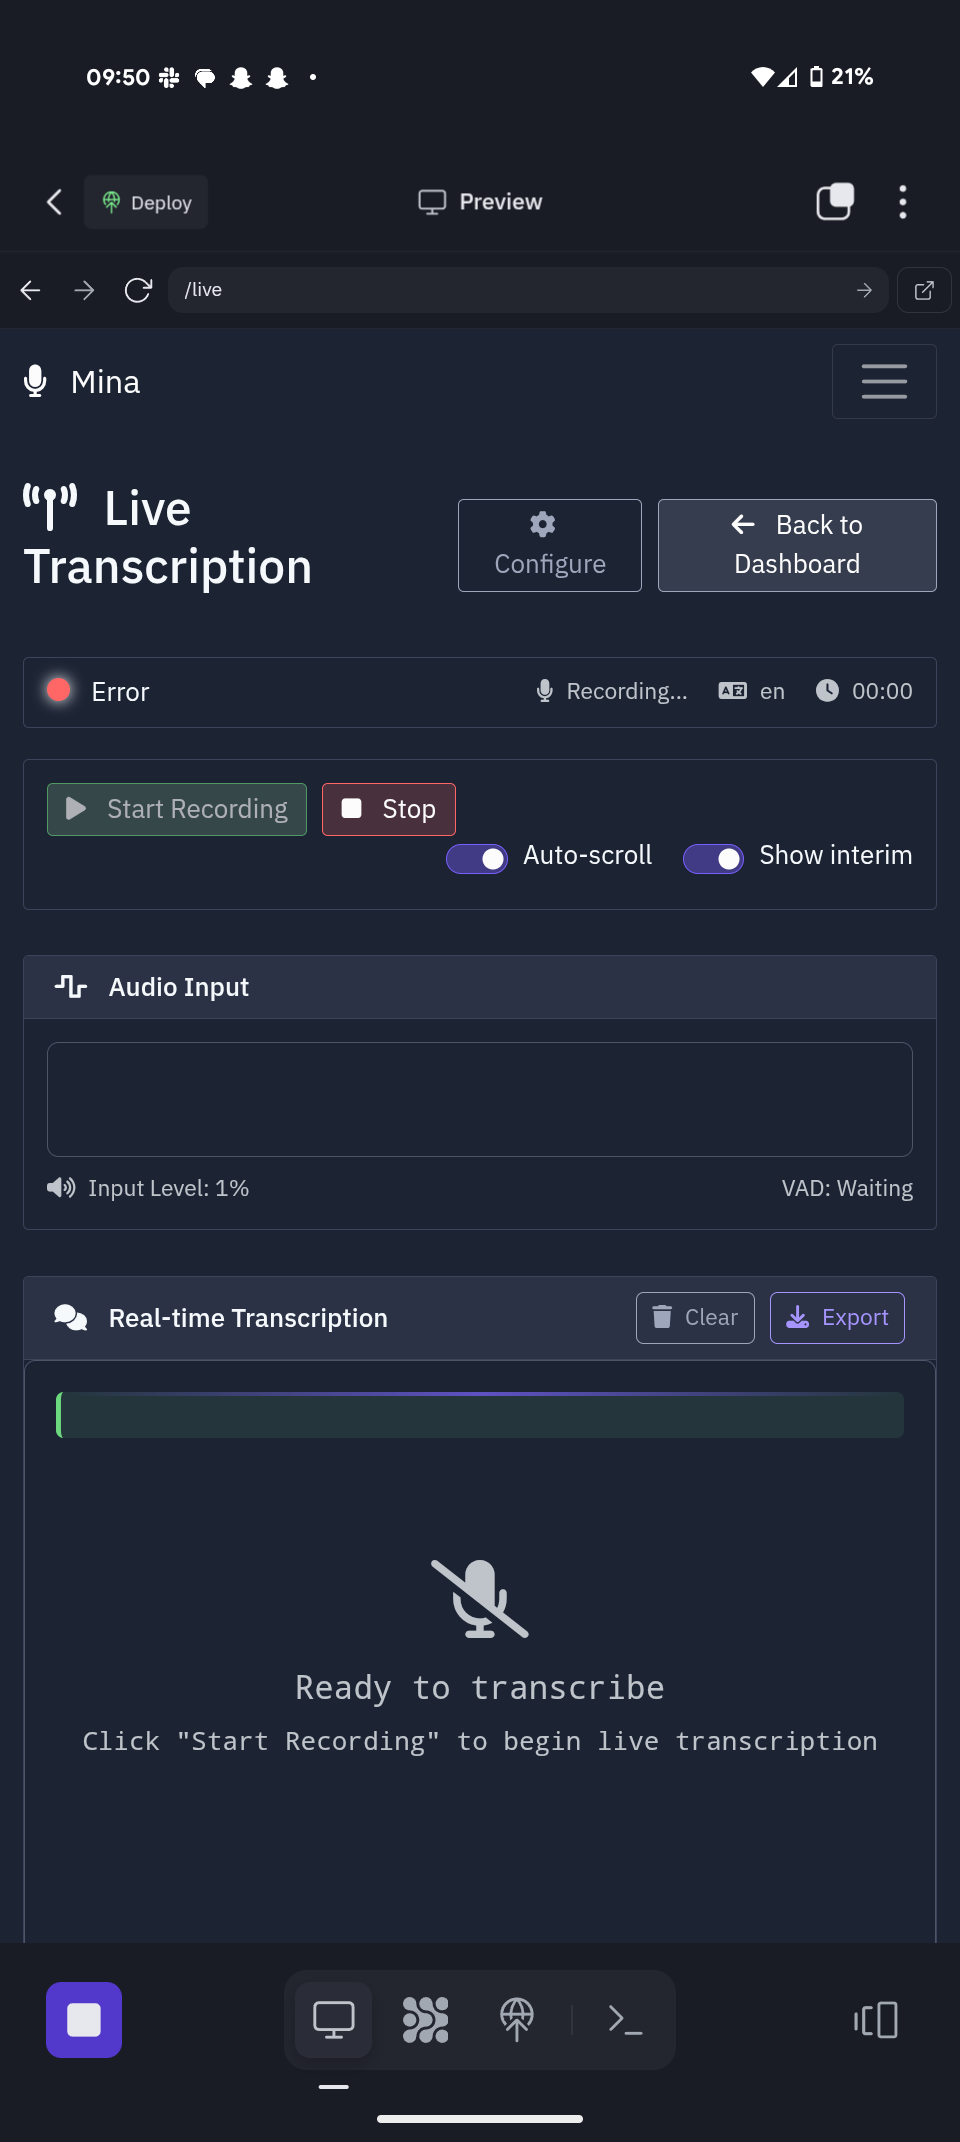 09:50
21%
Deploy
Preview
/live
Mina
Live
Transcription
Configure
Back to
Dashboard
Error
Recording...
en
00:00
Start Recording
Stop
Auto-scroll
Show interim
Audio Input
Input Level: 1%
VAD: Waiting
Real-time Transcription
Clear
Export
Ready to transcribe
Click "Start Recording" to begin live transcription